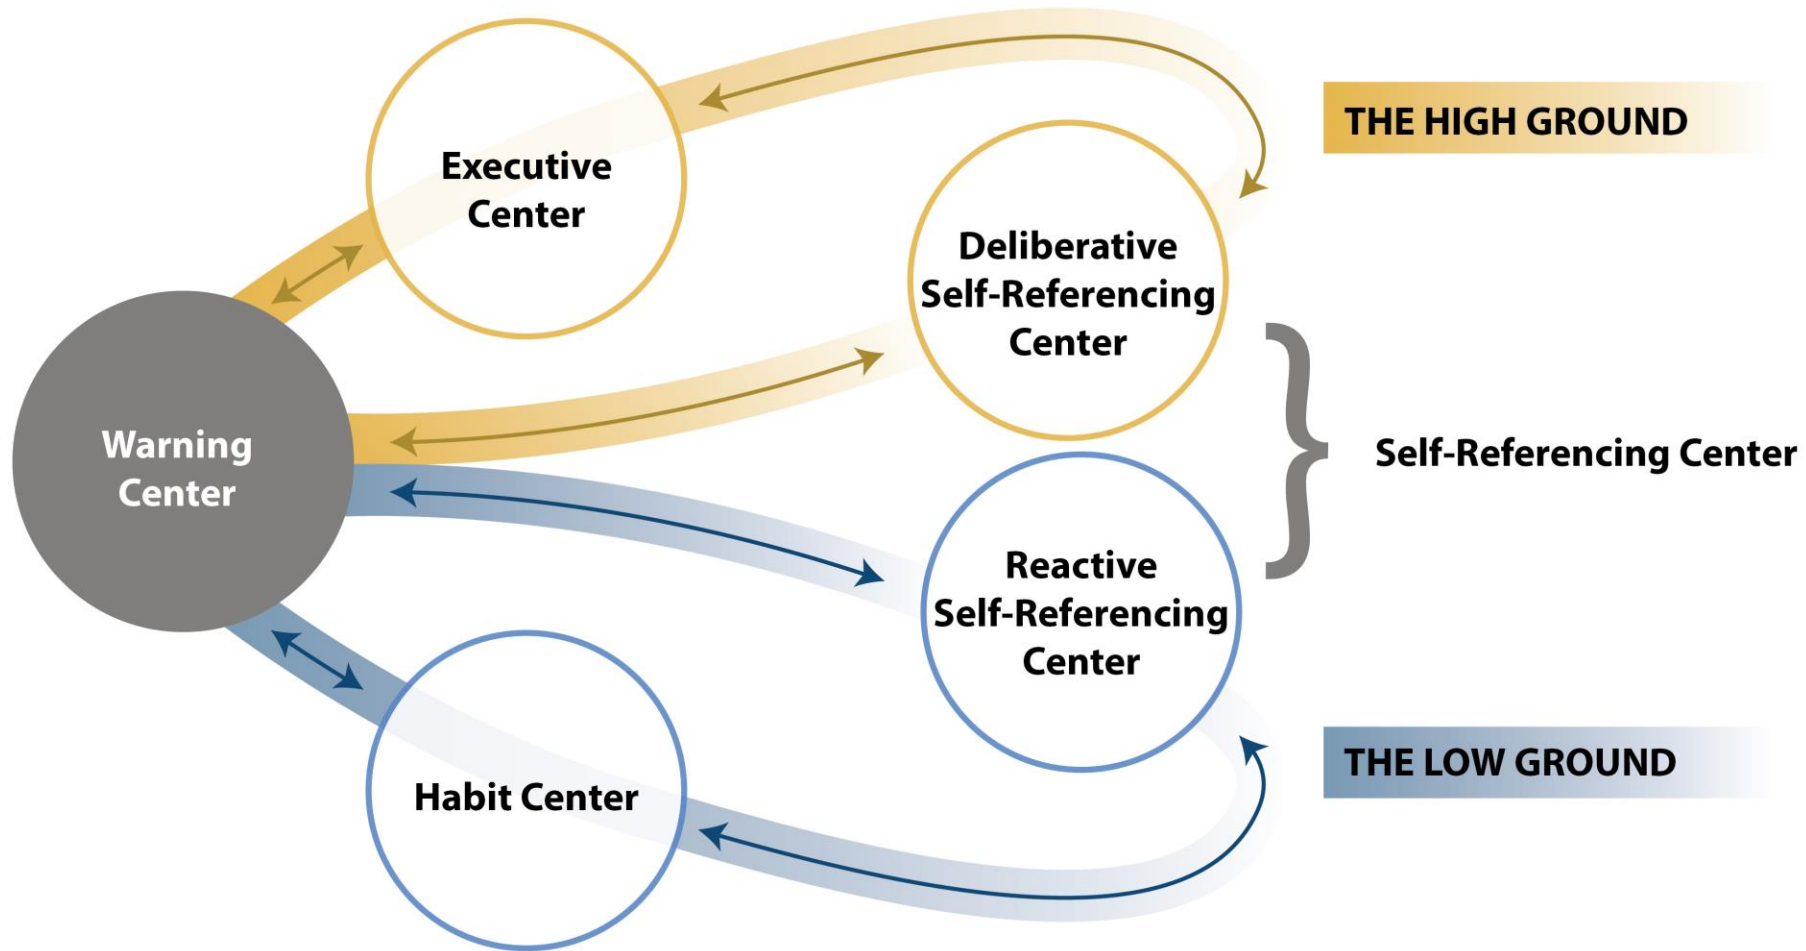 Executive
Center
THE HIGH GROUND
Deliberative
Self-Referencing
Center
Warning
Center
Self-Referencing Center
Reactive
Self-Referencing
Center
Habit Center
THE LOW GROUND